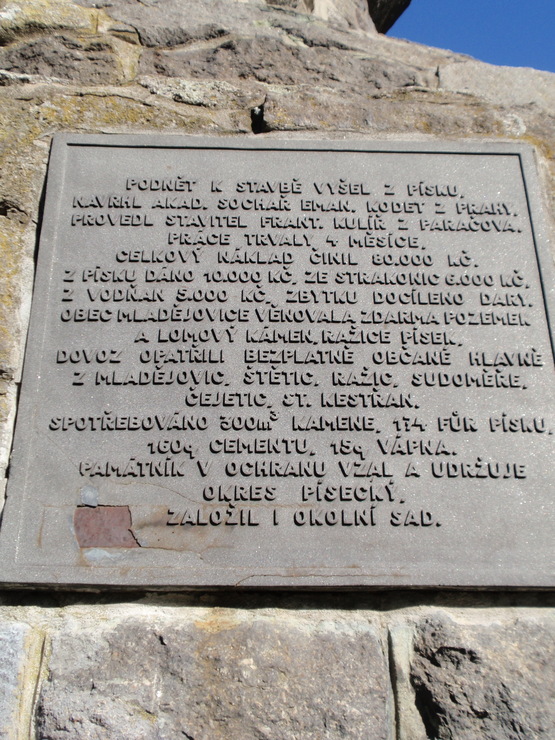 PODNĚT K STAVBĚ VYŠEL Z PÍSKU,
NAVRHL AKAD. SOCHAŘ EMAN. KODET Z PRAHY,
PROVEDL STAVITEL FRANT. KULÍŘ Z PARAČOVA.
PRÁCE TRVALY 4 MĚSÍCE.
CELKOVÝ NÁKLAD ČINIL 80.000 KČ.
Z PÍSKU DÁNO 10.000 KČ, ZE STRAKONIC 6.000 KČ,
Z VODŇAN 5.000 KČ, ZBYTKU DOCÍLENO DARY.
OBEC MLADĚJOVICE VĚNOVALA ZDARMA POZEMEK
A LOMOVÝ KÁMEN, RAŽICE PÍSEK.
DOVOZ OPATŘILI BEZPLATNĚ OBČANÉ HLAVNĚ
Z MLADĚJOVIC, ŠTĚTIC, RAŽIC, SUDOMĚŘE,
ČEJETIC, ST. KESTŘAN.
SPOTŘEBOVÁNO 300m³ KAMENE, 174 FŮR PÍSKU,
160q CEMENTU, 15q VÁPNA.
PAMÁTNÍK V OCHRANU VZAL A UDRŽUJE
OKRES PÍSECKÝ.
ZALOŽIL I OKOLNÍ SAD.